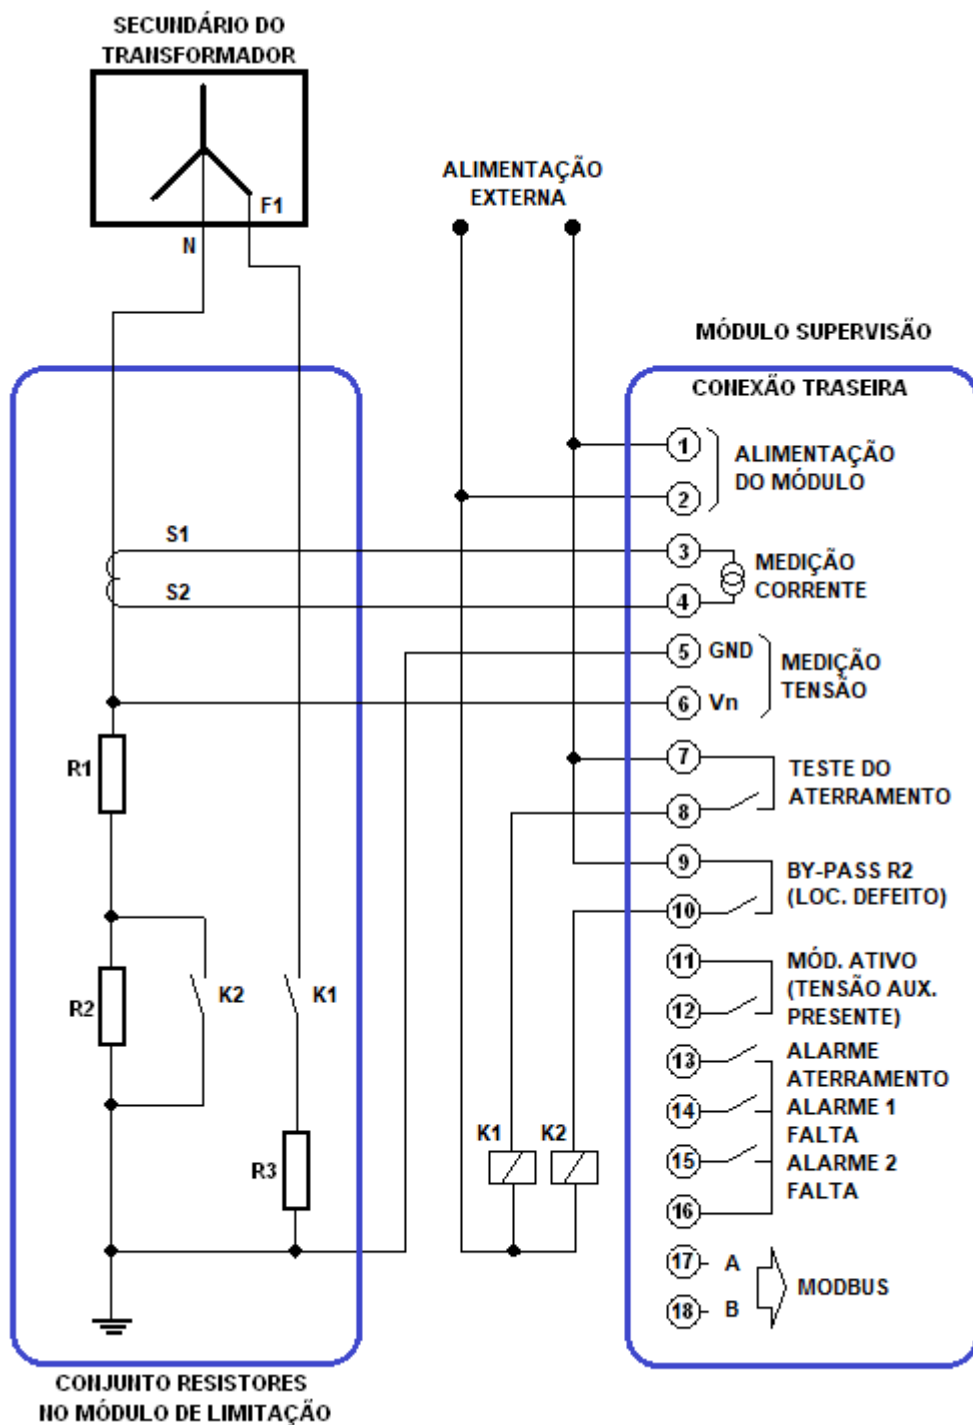 SECUNDÁRIO DO
TRANSFORMADOR
F1
N
ALIMENTAÇÃO
EXTERNA
MÓDULO SUPERVISÃO
CONEXÃO TRASEIRA
1
2
ALIMENTAÇÃO
DO MÓDULO
S1
S2
3
4
MEDIÇÃO
CORRENTE
5 GND
6 Vn
MEDIÇÃO
TENSÃO
R1
7
8
TESTE DO
ATERRAMENTO
9
10
BY-PASS R2
(LOC. DEFEITO)
R2
K2
K1
11
12
MÓD. ATIVO
(TENSÃO AUX.
PRESENTE)
13
14
15
16
ALARME
ATERRAMENTO
ALARME 1
FALTA
ALARME 2
FALTA
K1
K2
R3
17 A
18 B
MODBUS
CONJUNTO RESISTORES
NO MÓDULO DE LIMITAÇÃO